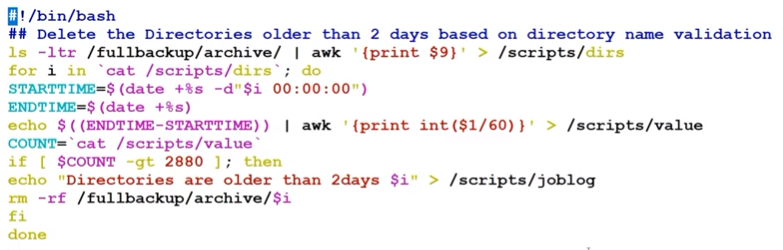 #!/bin/bash
## Delete the Directories older than 2 days based on directory name validation
ls -ltr /fullbackup/archive/ | awk '{print $9}' > /scripts/dirs
for i in `cat /scripts/dirs`; do
STARTTIME=$(date +%s -d"$i 00:00:00")
ENDTIME=$(date +%s)
echo $((ENDTIME-STARTTIME)) | awk '{print int($1/60)}' > /scripts/value
COUNT=`cat /scripts/value`
if [ $COUNT -gt 2880 ]; then
echo "Directories are older than 2days $i" > /scripts/joblog
rm -rf /fullbackup/archive/$i
fi
done